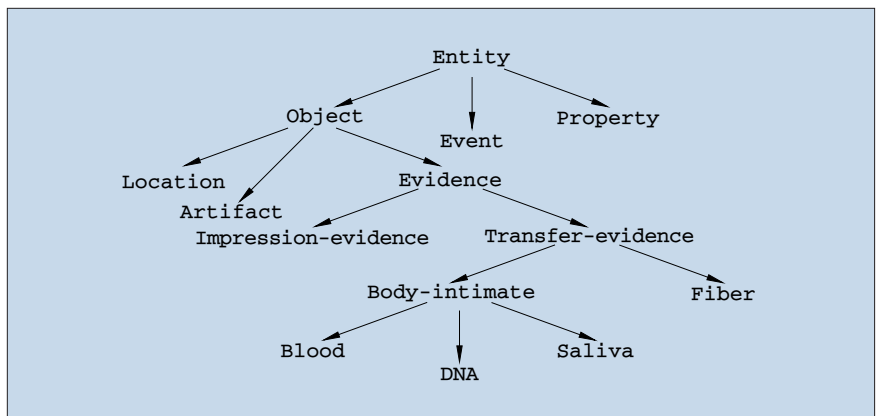 Entity
Object
Property
Event
Location
Evidence
Artifact
Impression-evidence
Transfer-evidence
Body-intimate
Fiber
Blood
Saliva
DNA